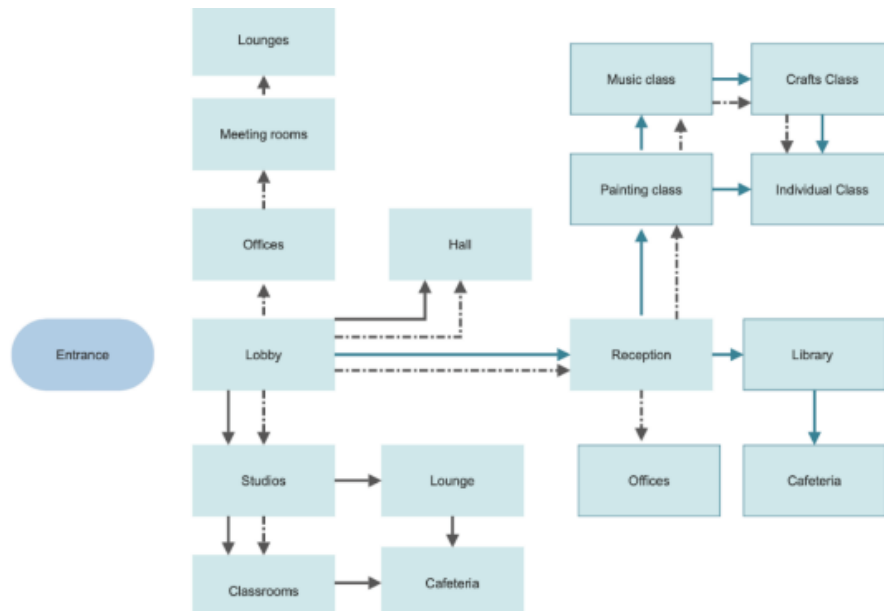 Lounges
Music class
Crafts Class
Meeting rooms
Painting class
Individual Class
Offices
Hall
Entrance
Lobby
Reception
Library
Studios
Lounge
Offices
Cafeteria
Classrooms
Cafeteria